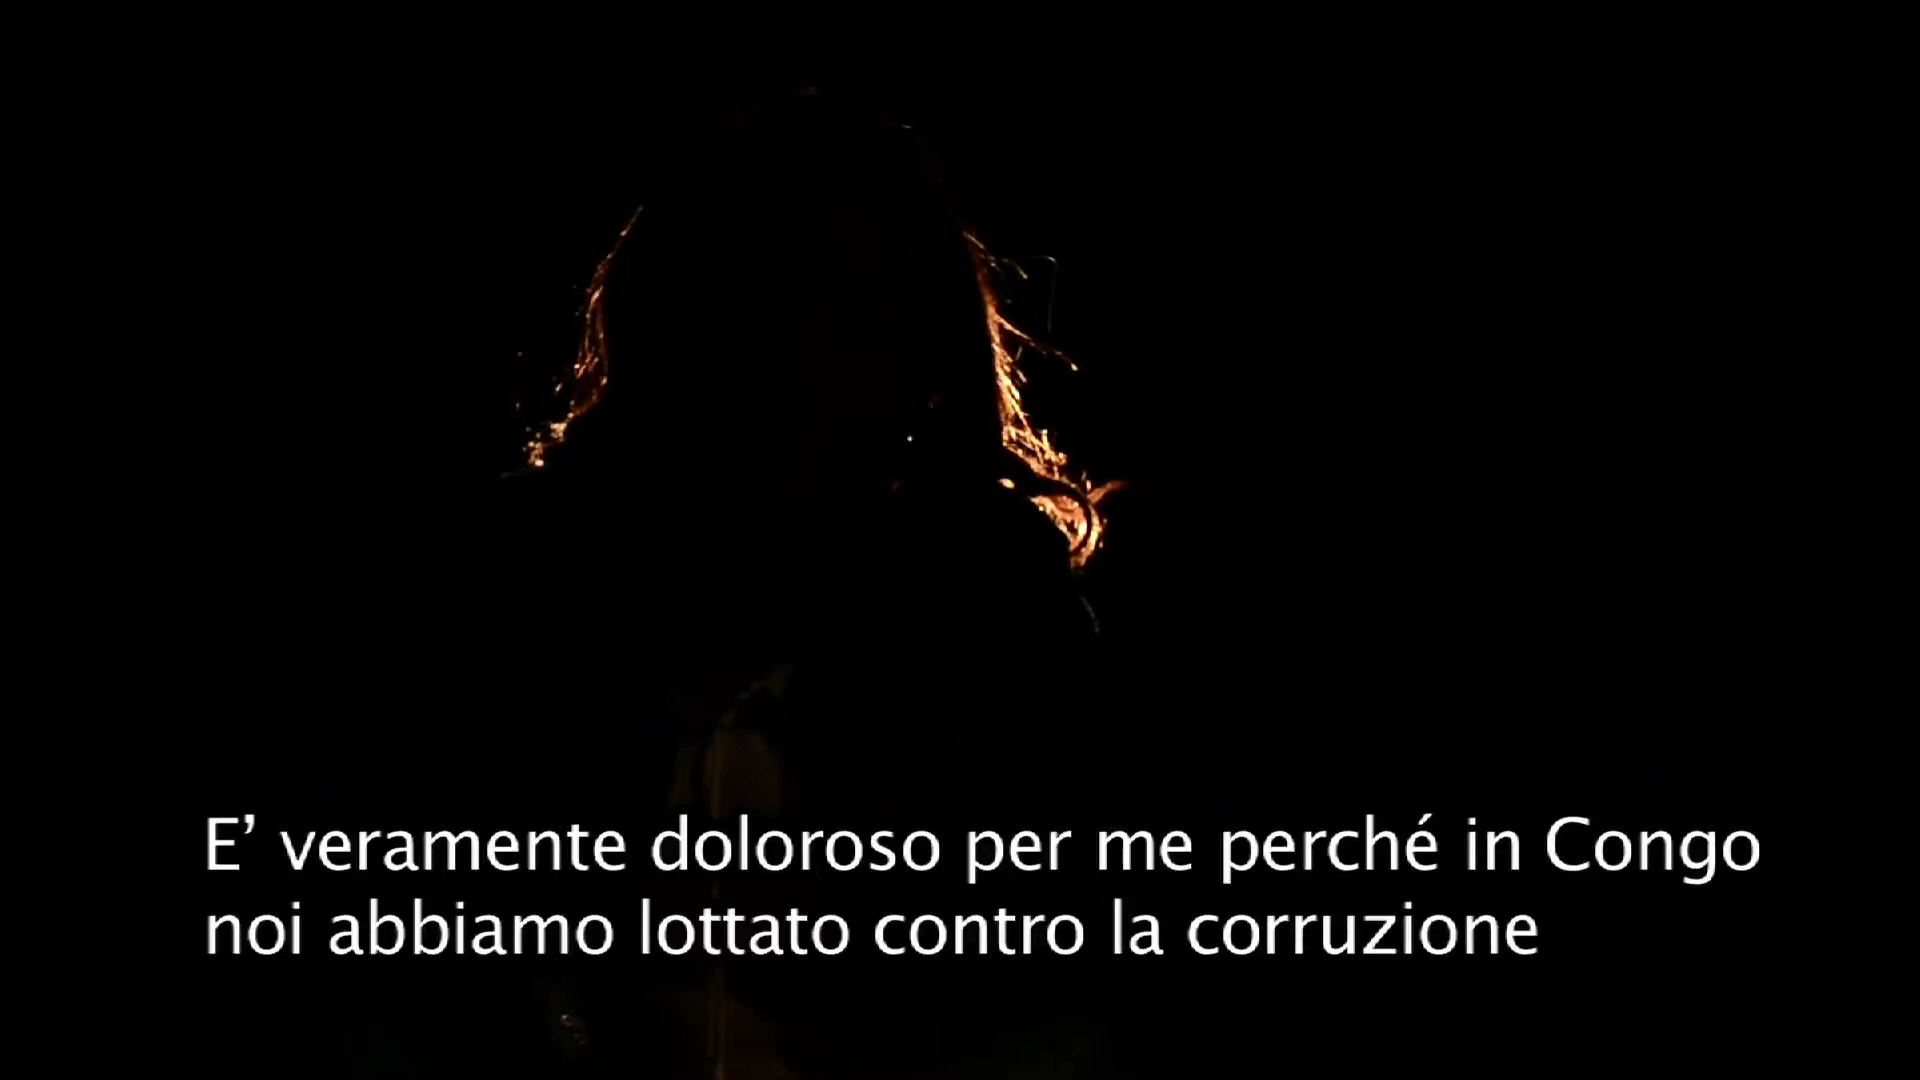 E’ veramente doloroso per me perché in Congo
noi abbiamo lottato contro la corruzione